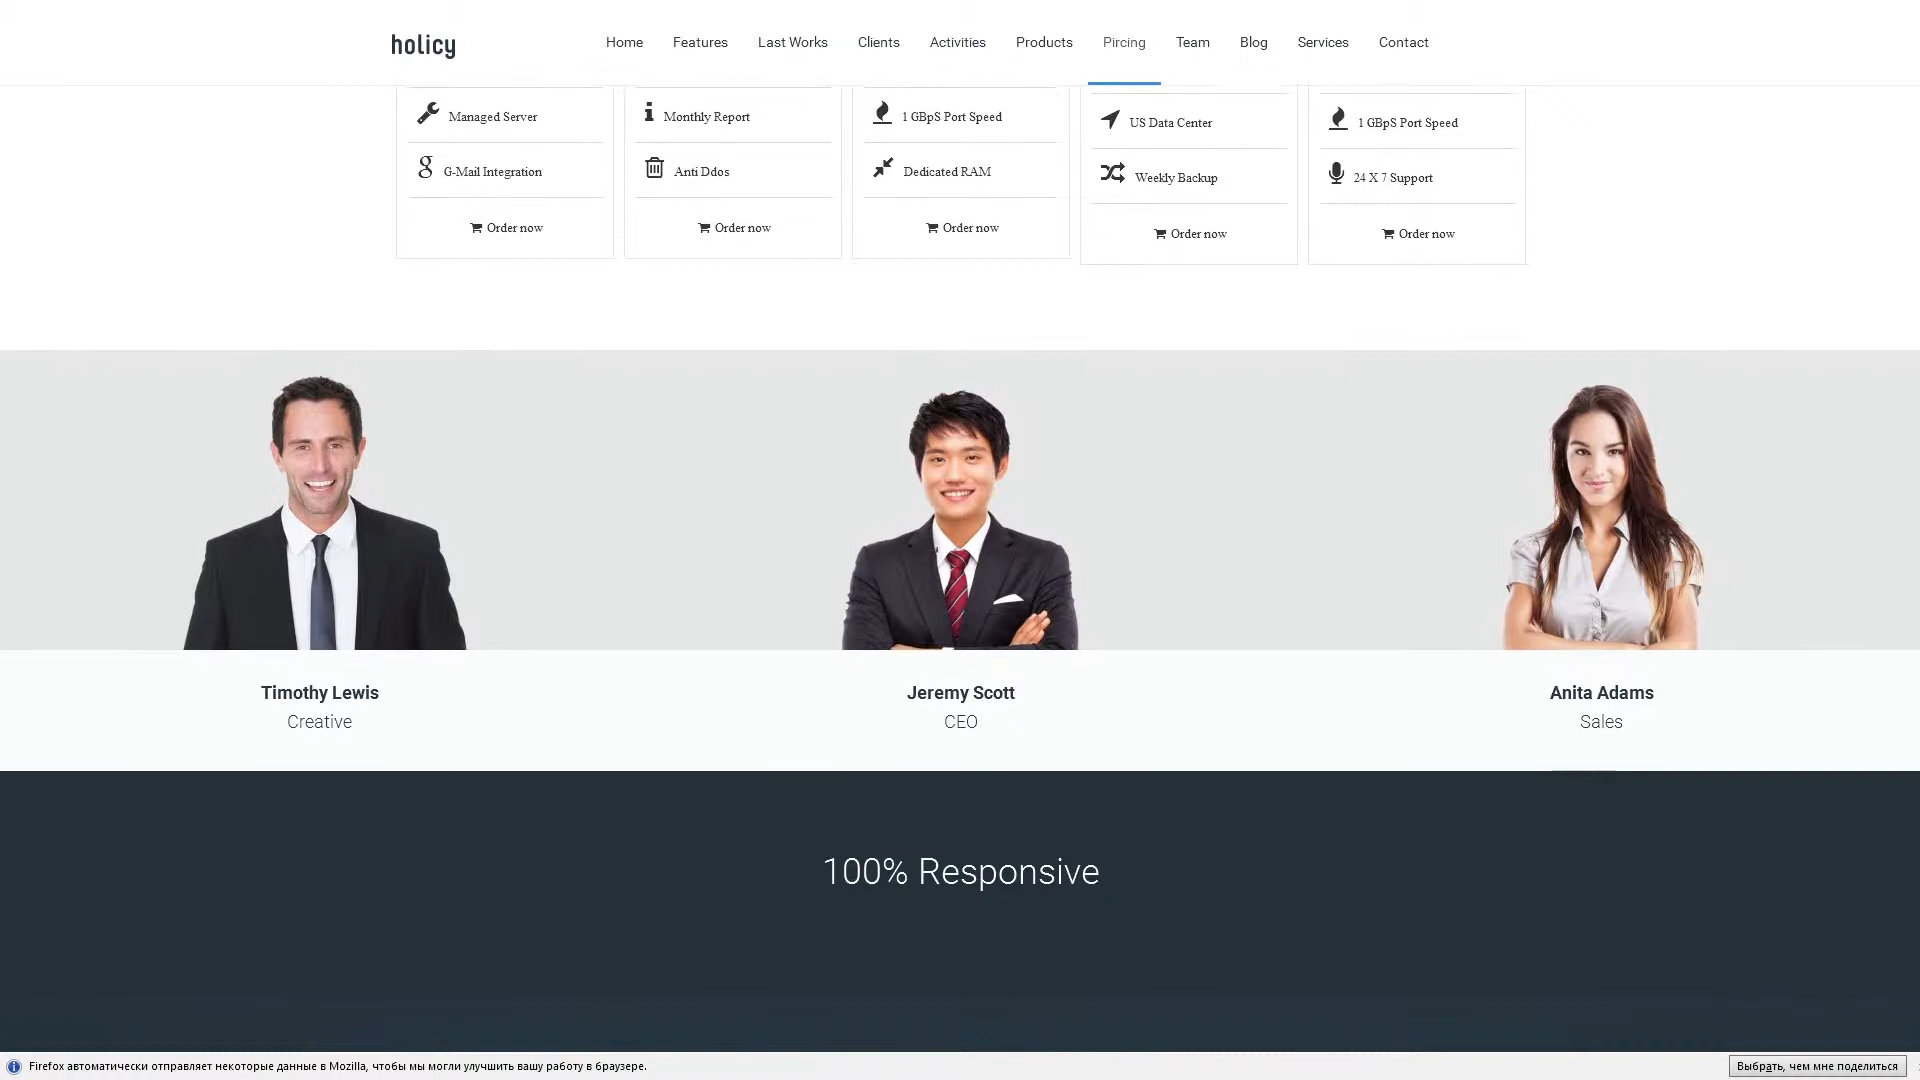 holicy
Home Features Last Works Clients Activities Products Pircing Team Blog Services Contact
Managed Server
G-Mail Integration
Order now
Monthly Report
Anti Ddos
Order now
1 GBpS Port Speed
Dedicated RAM
Order now
US Data Center
Weekly Backup
Order now
1 GBpS Port Speed
24 X 7 Support
Order now
Timothy Lewis
Creative
Jeremy Scott
CEO
Anita Adams
Sales
100% Responsive
Firefox автоматически отправляет некоторые данные в Mozilla, чтобы мы могли улучшить вашу работу в браузере.
Выбрать, чем мне поделиться